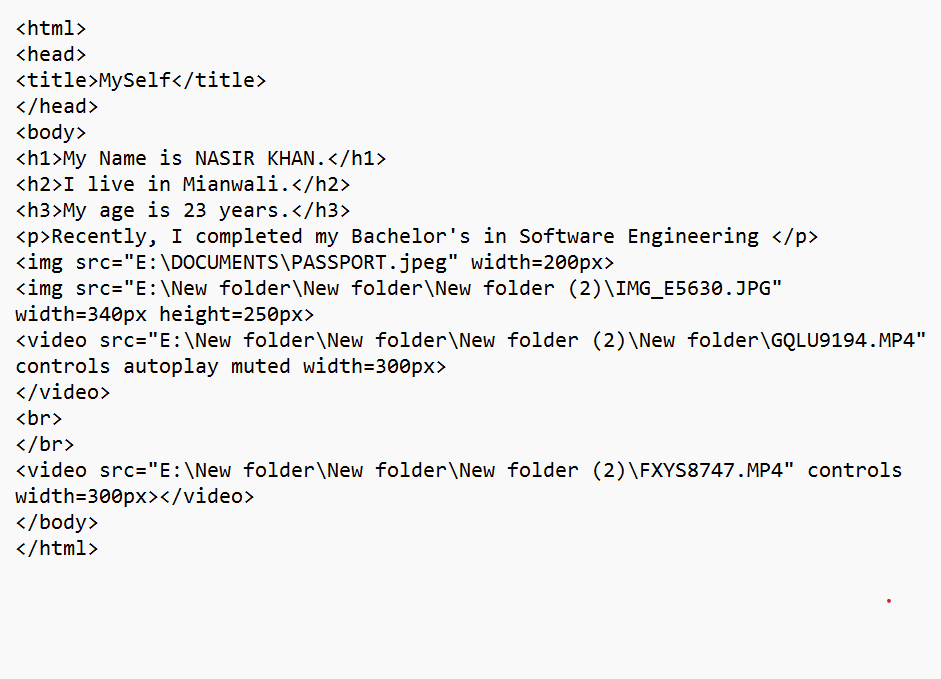 <html>
<head>
<title>MySelf</title>
</head>
<body>
<h1>My Name is NASIR KHAN.</h1>
<h2>I live in Mianwali.</h2>
<h3>My age is 23 years.</h3>
<p>Recently, I completed my Bachelor's in Software Engineering </p>
<img src="E:\DOCUMENTS\PASSPORT.jpeg" width=200px>
<img src="E:\New folder\New folder\New folder (2)\IMG_E5630.JPG"
width=340px height=250px>
<video src="E:\New folder\New folder\New folder (2)\New folder\GQLU9194.MP4"
controls autoplay muted width=300px>
</video>
<br>
</br>
<video src="E:\New folder\New folder\New folder (2)\FXYS8747.MP4" controls
width=300px></video>
</body>
</html>